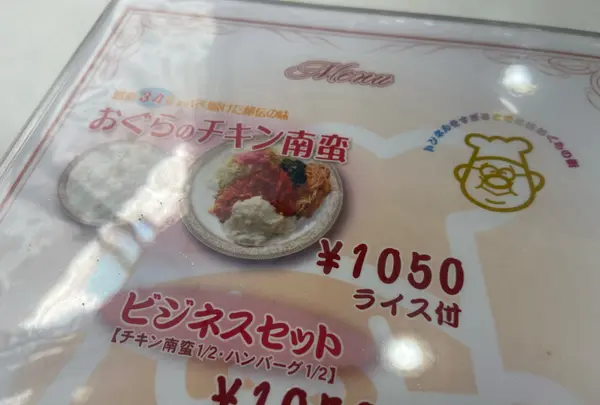 Menu
おぐらのチキン南蛮
¥1050
ライス付
ビジネスセット
【チキン南蛮1/2・ハンバーグ1/2】